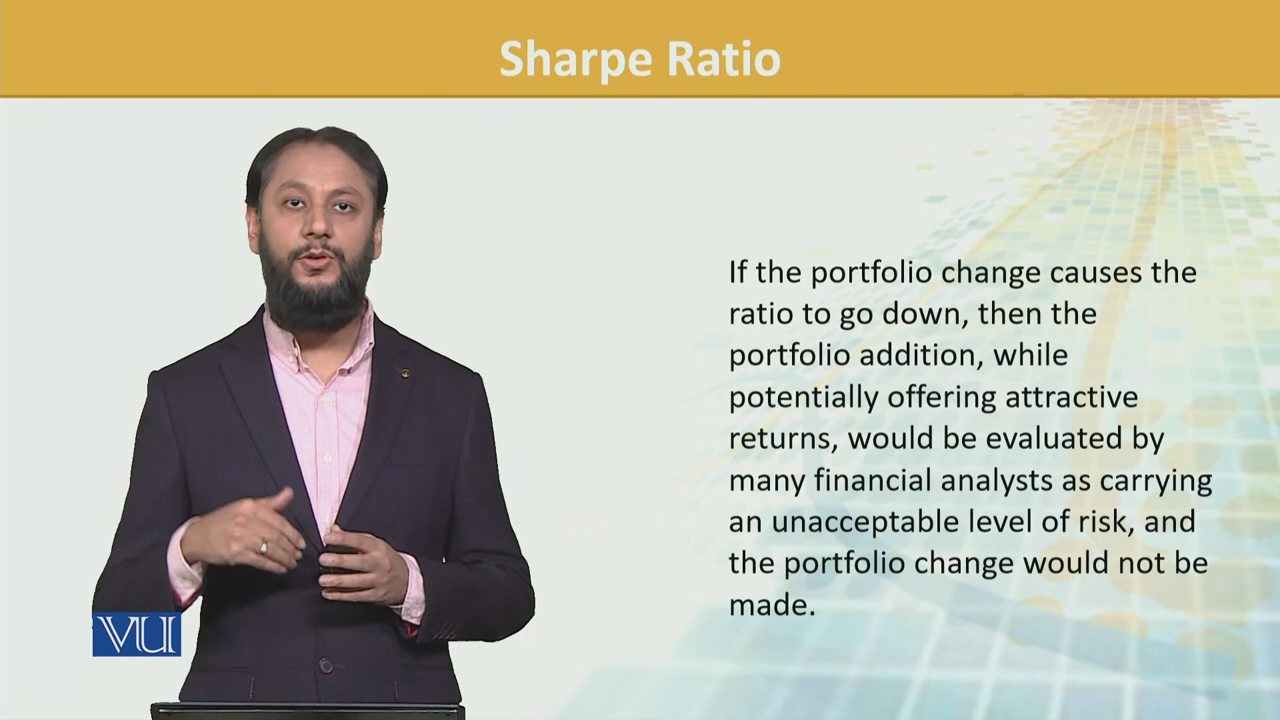 Sharpe Ratio
If the portfolio change causes the
ratio to go down, then the
portfolio addition, while
potentially offering attractive
returns, would be evaluated by
many financial analysts as carrying
an unacceptable level of risk, and
the portfolio change would not be
made.
VU